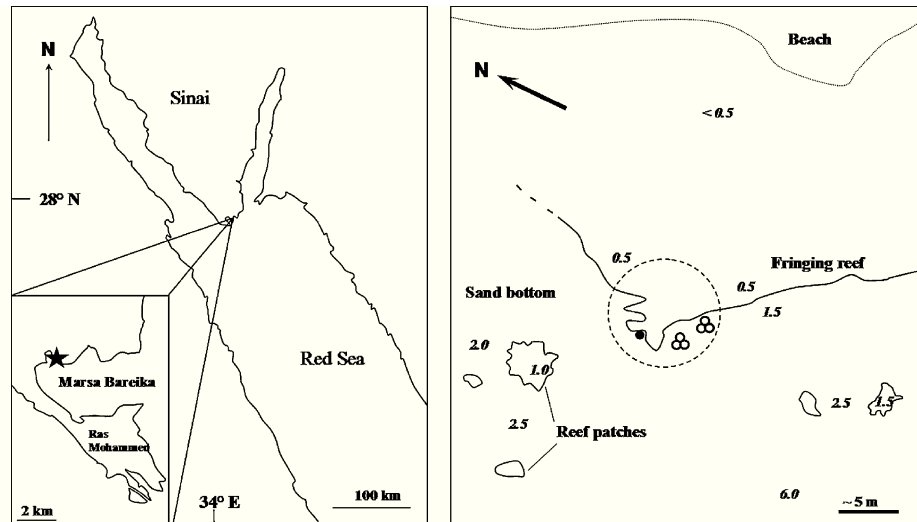 N
Sinai
28° N
Red Sea
Marsa Bareika
Ras
Mohammed
2 km
34° E
100 km
Beach
N
< 0.5
0.5
Fringing reef
0.5
Sand bottom
1.5
2.0
1.0
2.5
1.5
2.5
Reef patches
6.0
~5 m